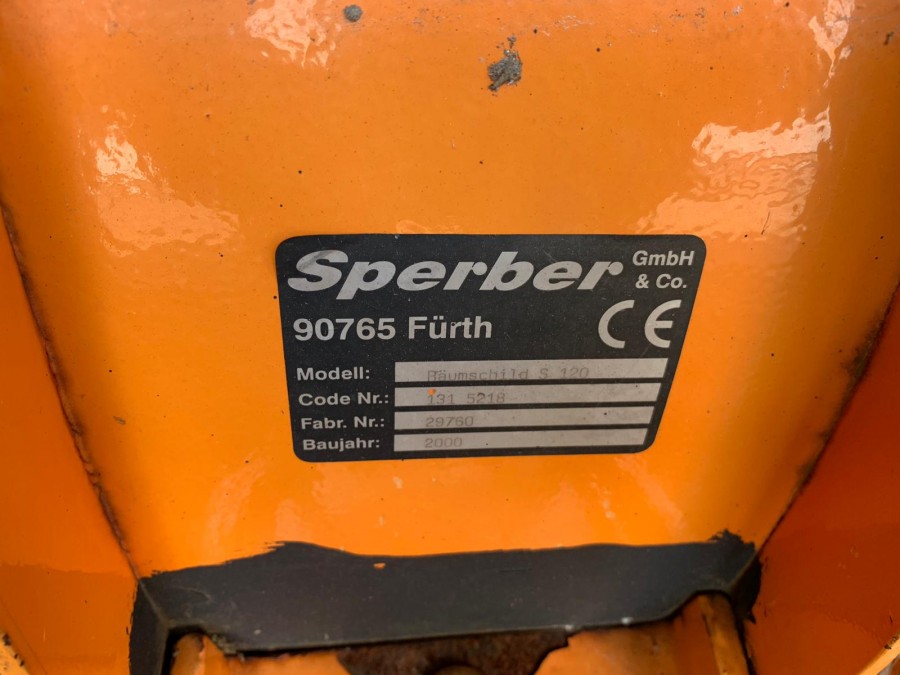 Sperber GmbH & Co.
90765 Fürth CE
Modell: Räumschild S 120
Code Nr.: 131 5218
Fabr. Nr.: 29760
Baujahr: 2000